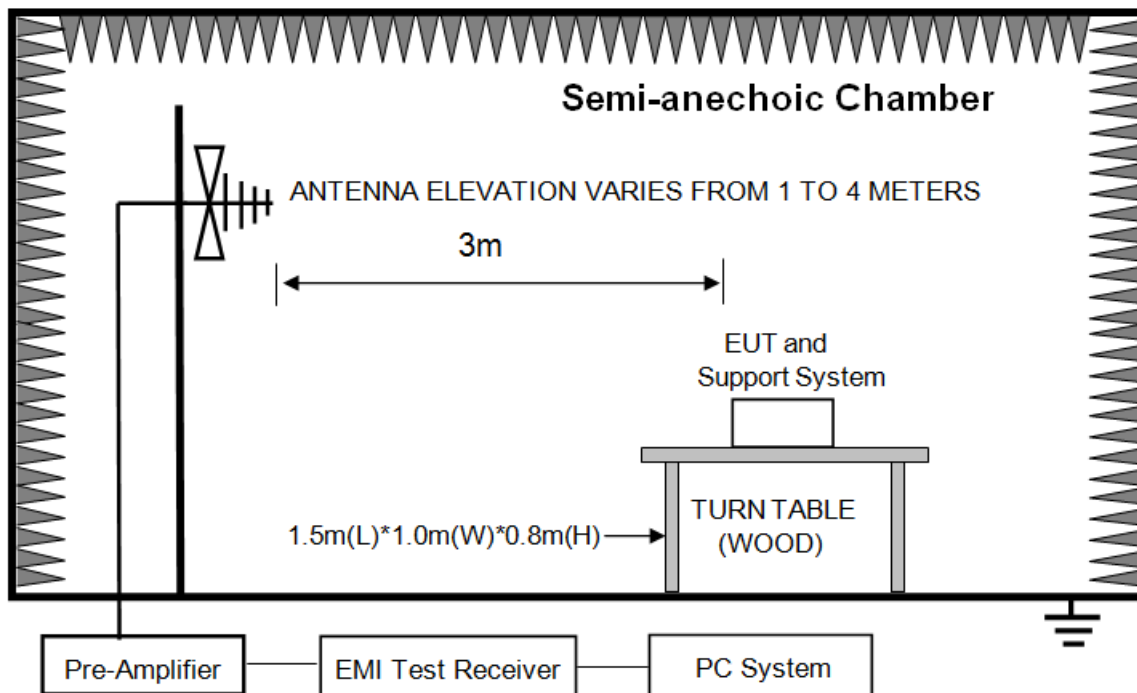 Semi-anechoic Chamber
ANTENNA ELEVATION VARIES FROM 1 TO 4 METERS
3m
EUT and
Support System
1.5m(L)*1.0m(W)*0.8m(H)
TURN TABLE
(WOOD)
Pre-Amplifier
EMI Test Receiver
PC System